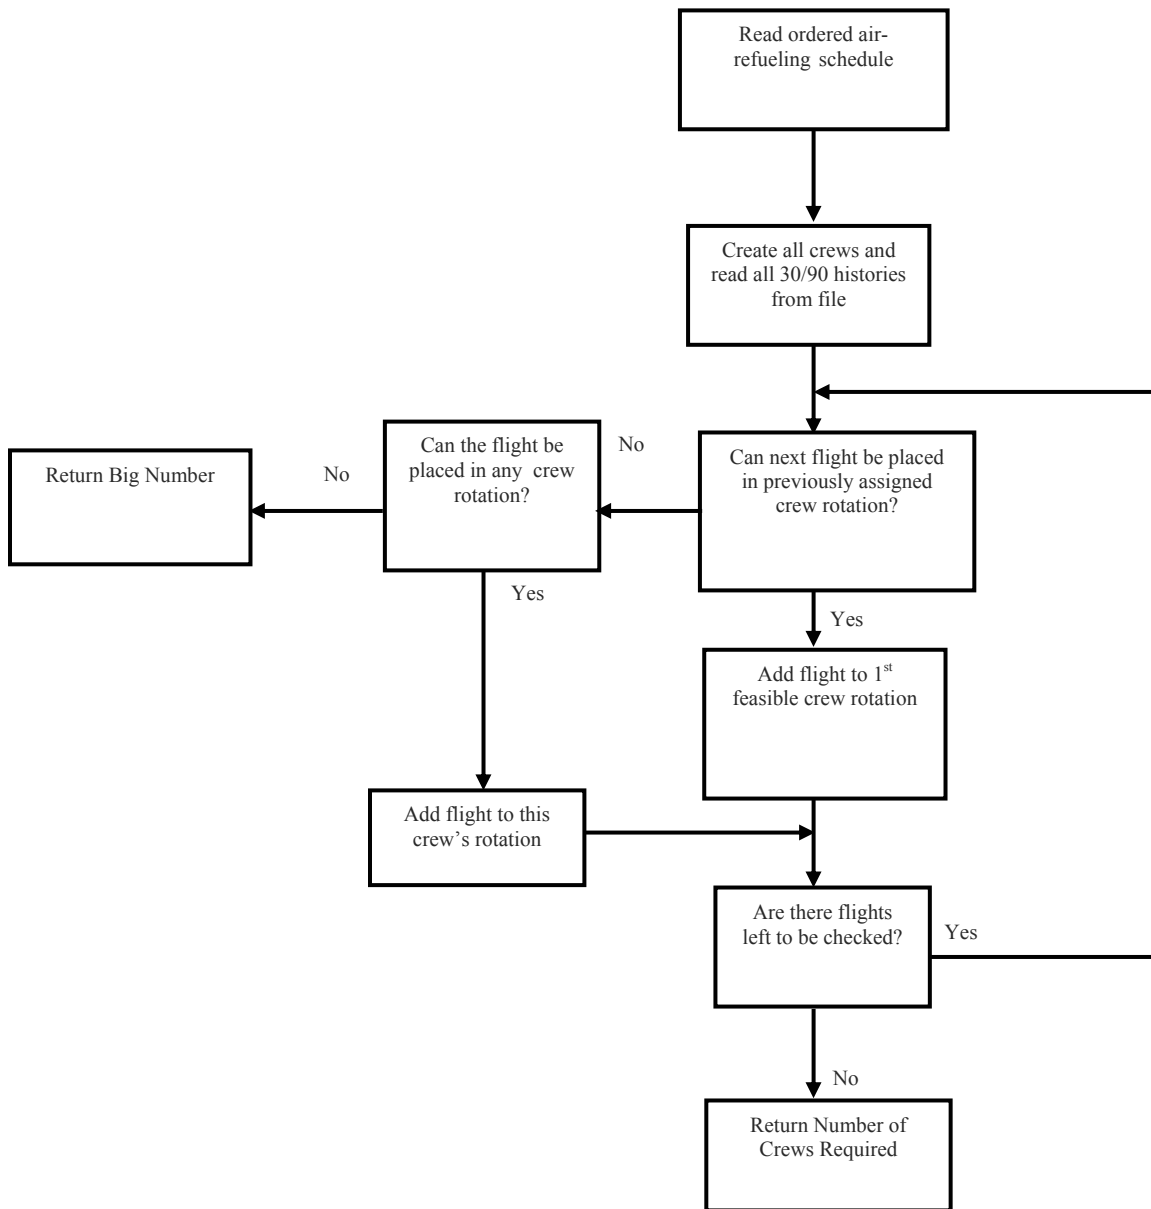 Read ordered air-
refueling schedule
Create all crews and
read all 30/90 histories
from file
Can next flight be placed
in previously assigned
crew rotation?
No
Can the flight be
placed in any crew
rotation?
No
Return Big Number
Yes
Yes
Add flight to 1st
feasible crew rotation
Add flight to this
crew’s rotation
Are there flights
left to be checked?
Yes
No
Return Number of
Crews Required